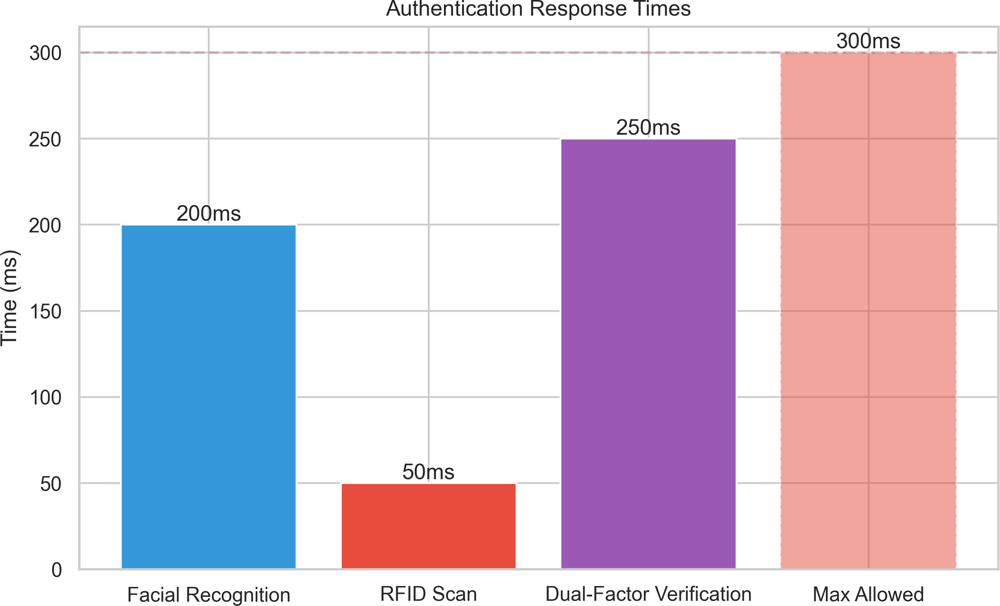 Authentication Response Times
Time (ms)
300
250
200
150
100
50
0
200ms
50ms
250ms
300ms
Facial Recognition
RFID Scan
Dual-Factor Verification
Max Allowed